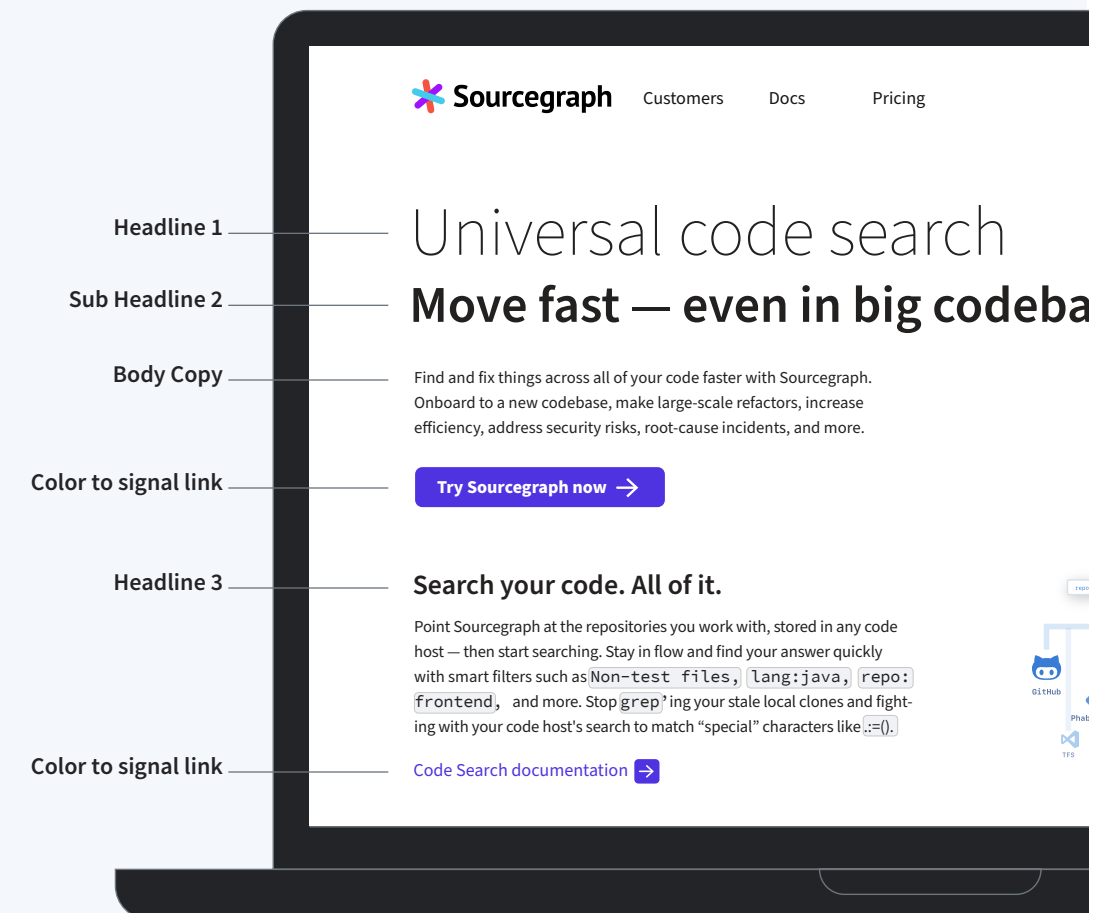 Sourcegraph Customers Docs Pricing
Headline 1
Universal code search
Sub Headline 2
Move fast — even in big codeba
Body Copy
Find and fix things across all of your code faster with Sourcegraph.
Onboard to a new codebase, make large-scale refactors, increase
efficiency, address security risks, root-cause incidents, and more.
Color to signal link
Try Sourcegraph now
Headline 3
Search your code. All of it.
Point Sourcegraph at the repositories you work with, stored in any code
host — then start searching. Stay in flow and find your answer quickly
with smart filters such as Non-test files, lang:java, repo:
frontend, and more. Stop grep’ ing your stale local clones and fight-
ing with your code host's search to match “special” characters like .:=().
Color to signal link
Code Search documentation
repo
GitHub
Phab
TFS